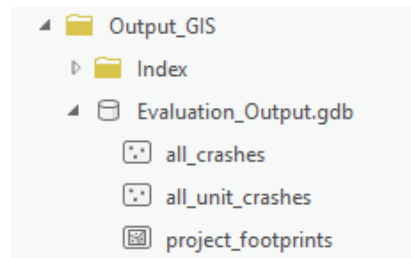 Output_GIS
Index
Evaluation_Output.gdb
all_crashes
all_unit_crashes
project_footprints